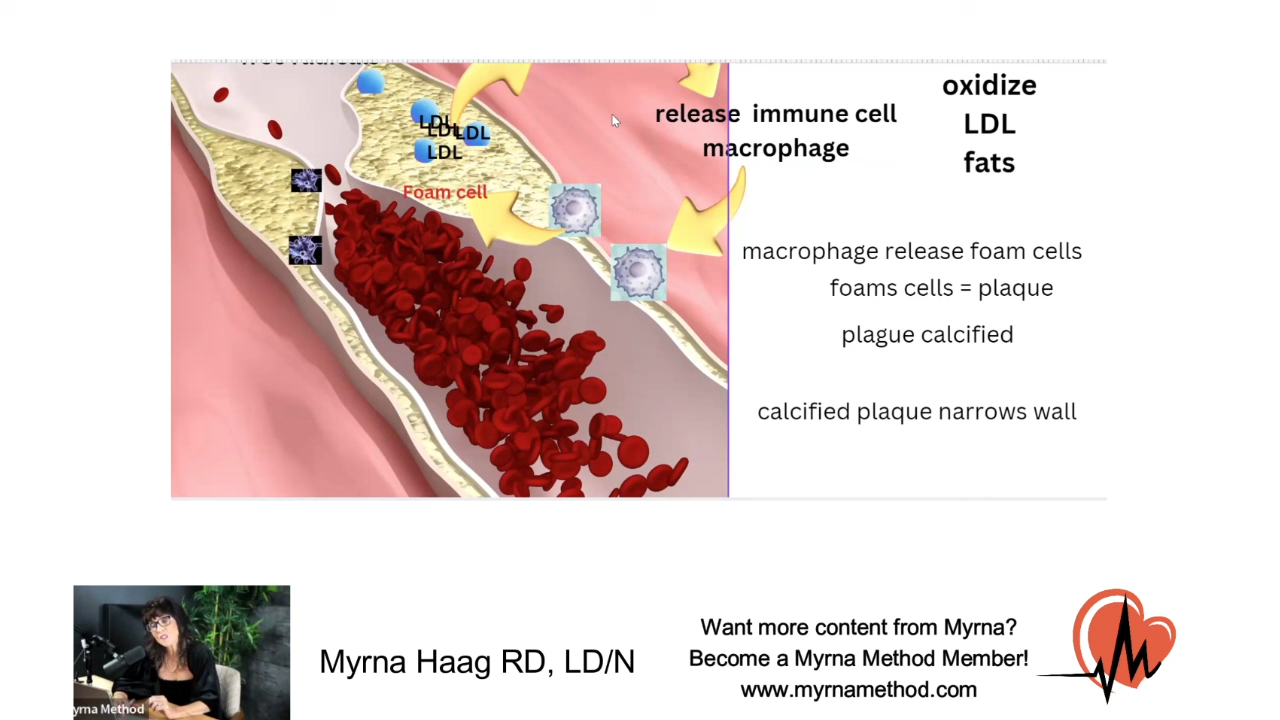 oxidize
release immune cell
LDL
macrophage
fats
LDL
LDL
LDL
LDL
Foam cell
macrophage release foam cells
foams cells = plaque
plague calcified
calcified plaque narrows wall
Myrna Haag RD, LD/N
Want more content from Myrna?
Become a Myrna Method Member!
www.myrnamethod.com
yrna Method